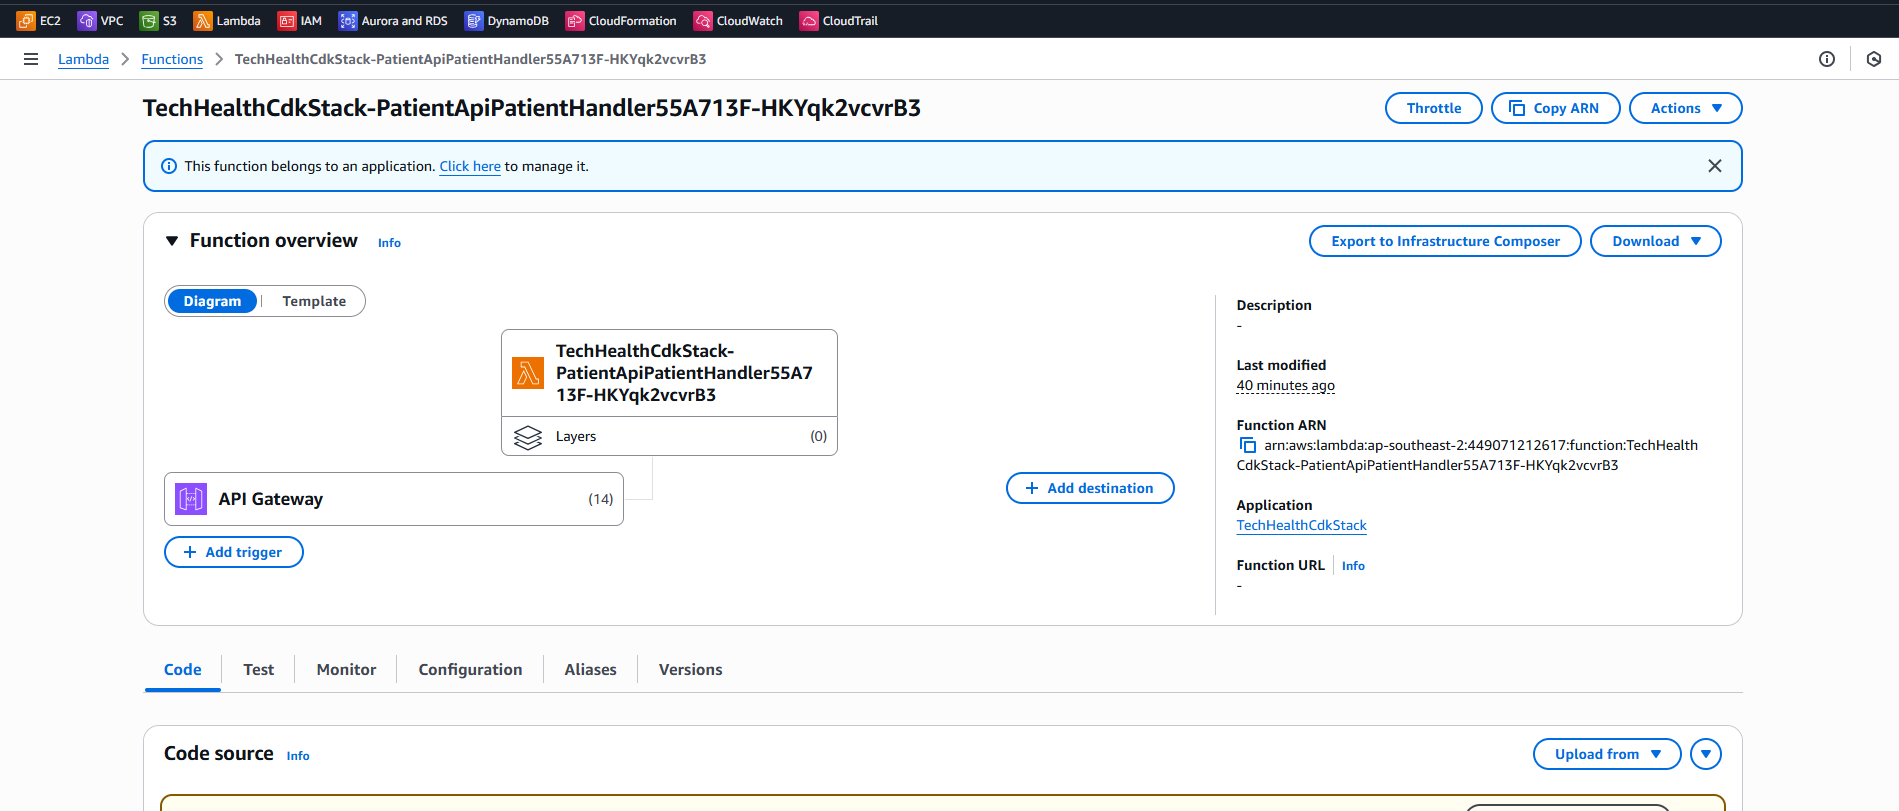 EC2 VPC S3 Lambda IAM Aurora and RDS DynamoDB CloudFormation CloudWatch CloudTrail
Lambda Functions TechHealthCdkStack-PatientApiPatientHandler55A713F-HKYqk2vcvrB3
TechHealthCdkStack-PatientApiPatientHandler55A713F-HKYqk2vcvrB3
Throttle Copy ARN Actions
This function belongs to an application. Click here to manage it.
Function overview Info
Export to Infrastructure Composer Download
Diagram Template
TechHealthCdkStack-
PatientApiPatientHandler55A7
13F-HKYqk2vcvrB3
Layers (0)
API Gateway (14)
Add trigger
Add destination
Description
-
Last modified
40 minutes ago
Function ARN
arn:aws:lambda:ap-southeast-2:449071212617:function:TechHealth
CdkStack-PatientApiPatientHandler55A713F-HKYqk2vcvrB3
Application
TechHealthCdkStack
Function URL Info
-
Code Test Monitor Configuration Aliases Versions
Code source Info
Upload from